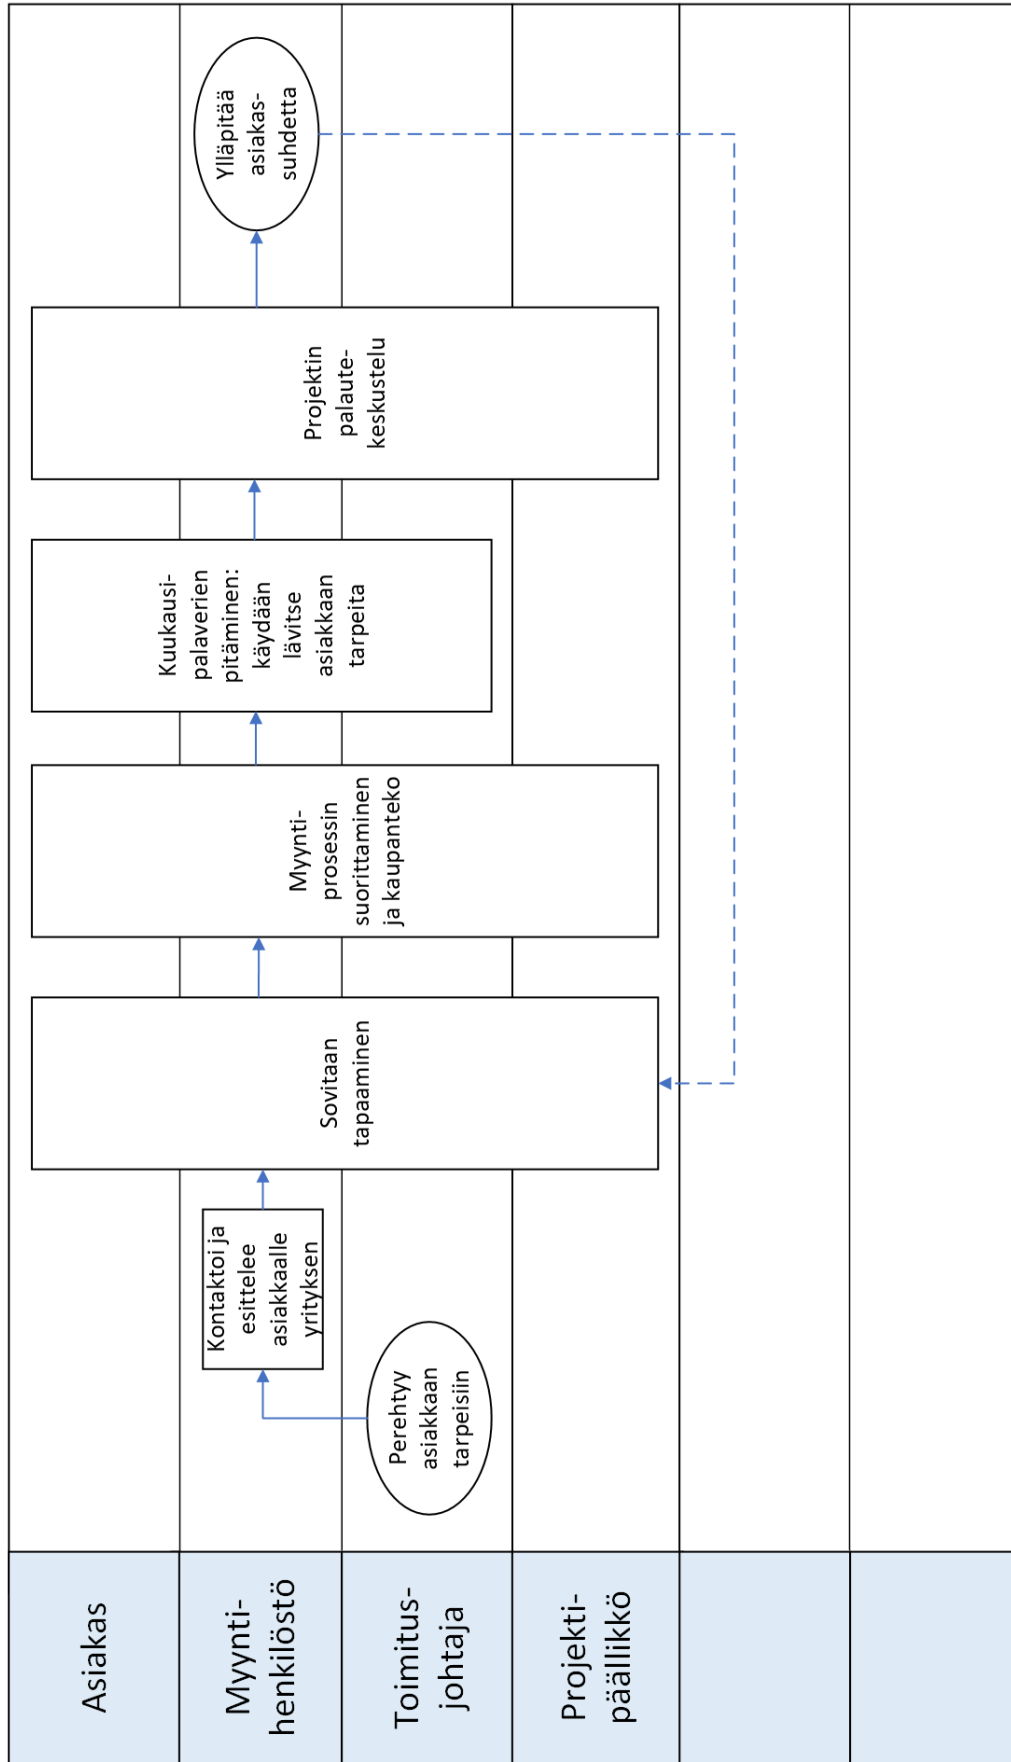 Asiakas
Myynti-
henkilöstö
Toimitus-
johtaja
Projekti-
päällikkö
Perehtyy
asiakkaan
tarpeisiin
Kontaktoi ja
esittelee
asiakkaalle
yrityksen
Sovitaan
tapaaminen
Myynti-
prosessin
suorittaminen
ja kaupanteko
Kuukausi-
palaverien
pitäminen:
käydään
lävitse
asiakkaan
tarpeita
Projektin
palaute-
keskustelu
Ylläpitää
asiakas-
suhdetta